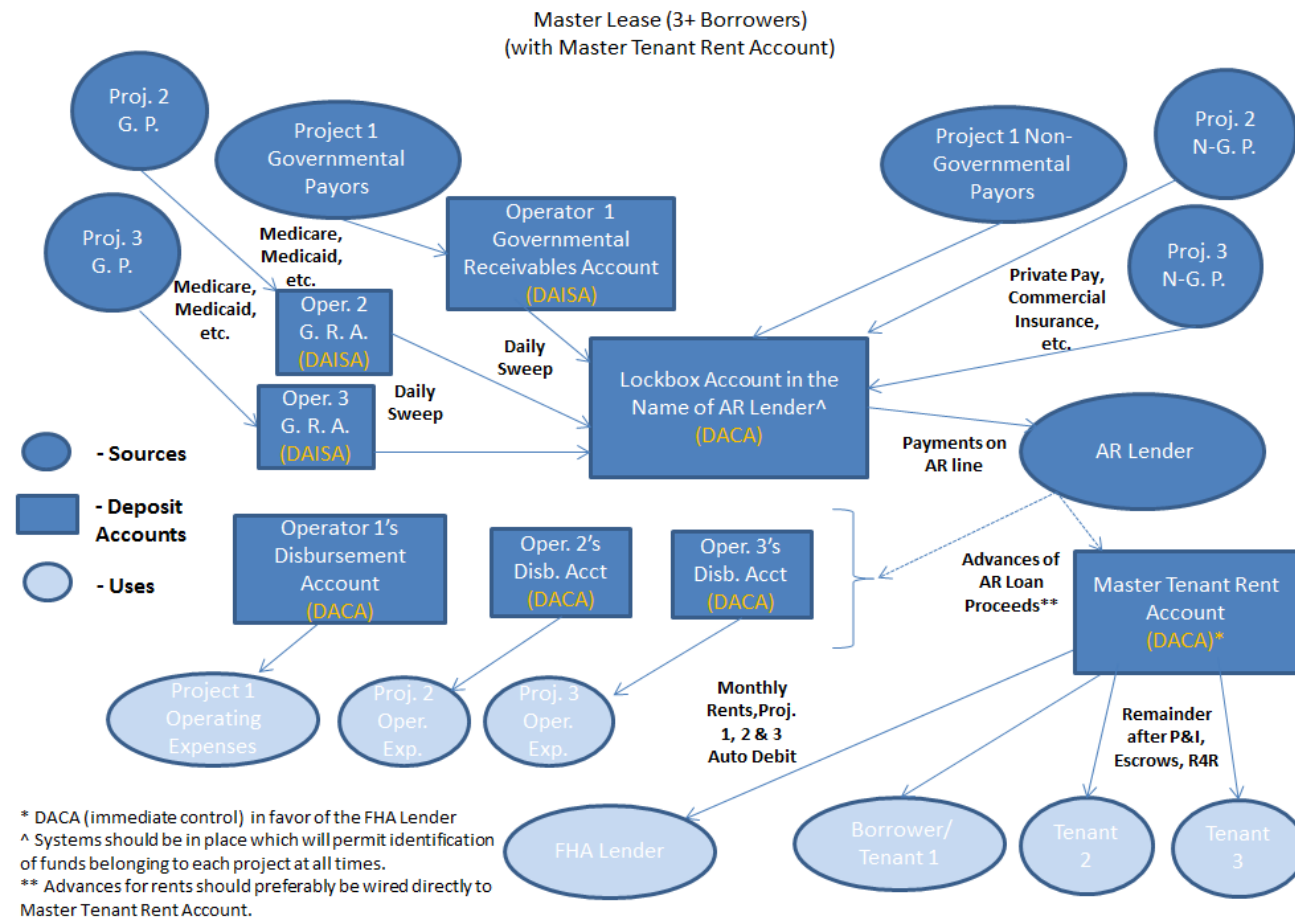 Master Lease (3+ Borrowers)
(with Master Tenant Rent Account)
Proj. 2
G. P.
Project 1
Governmental
Payors
Project 1 Non-
Governmental
Payors
Proj. 2
N-G. P.
Proj. 3
G. P.
Medicare,
Medicaid,
etc.
Operator 1
Governmental
Receivables Account
(DAISA)
Proj. 3
N-G. P.
Medicare,
Medicaid,
etc.
Oper. 2
G. R. A.
(DAISA)
Private Pay,
Commercial
Insurance,
etc.
Daily
Sweep
Oper. 3
G. R. A.
(DAISA)
Daily
Sweep
Lockbox Account in the
Name of AR Lender^
(DACA)
Payments on
AR line
AR Lender
- Sources
- Deposit
Accounts
- Uses
Operator 1's
Disbursement
Account
(DACA)
Oper. 2's
Disb. Acct
(DACA)
Oper. 3's
Disb. Acct
(DACA)
Advances of
AR Loan
Proceeds**
Master Tenant Rent
Account
(DACA)*
Project 1
Operating
Expenses
Proj. 2
Oper.
Exp.
Proj. 3
Oper.
Exp.
Monthly
Rents,Proj.
1, 2 & 3
Auto Debit
Remainder
after P&I,
Escrows, R4R
FHA Lender
Borrower/
Tenant 1
Tenant
2
Tenant
3
* DACA (immediate control) in favor of the FHA Lender
^ Systems should be in place which will permit identification
of funds belonging to each project at all times.
** Advances for rents should preferably be wired directly to
Master Tenant Rent Account.